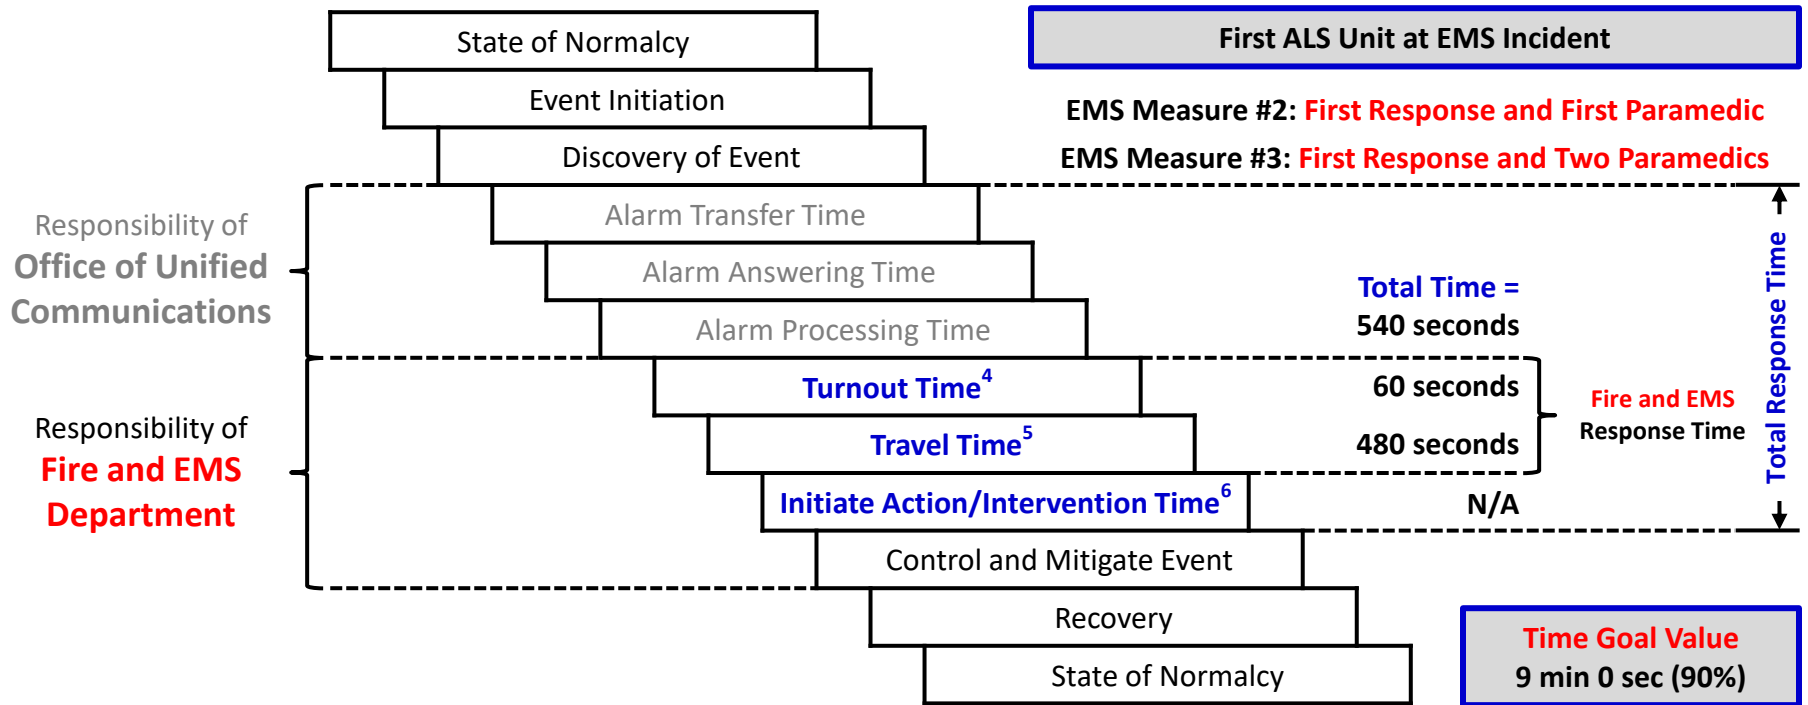 State of Normalcy
First ALS Unit at EMS Incident
Event Initiation
EMS Measure #2: First Response and First Paramedic
Discovery of Event
EMS Measure #3: First Response and Two Paramedics
Responsibility of
Office of Unified
Communications
Alarm Transfer Time
Alarm Answering Time
Alarm Processing Time
Total Time =
540 seconds
Total Response Time
Responsibility of
Fire and EMS
Department
Turnout Time4
60 seconds
Travel Time5
480 seconds
Fire and EMS
Response Time
Initiate Action/Intervention Time6
N/A
Control and Mitigate Event
Recovery
State of Normalcy
Time Goal Value
9 min 0 sec (90%)